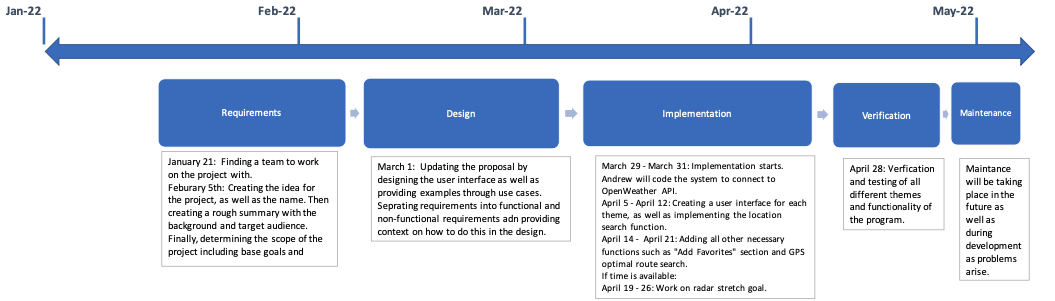 Jan-22
Feb-22
Mar-22
Apr-22
May-22
Requirements
Design
Implementation
Verification
Maintenance
January 21: Finding a team to work
on the project with.
Feburary 5th: Creating the idea for
the project, as well as the name. Then
creating a rough summary with the
background and target audience.
Finally, determining the scope of the
project including base goals and
March 1: Updating the proposal by
designing the user interface as well as
providing examples through use cases.
Seprating requirements into functional and
non-functional requirements adn providing
context on how to do this in the design.
March 29 - March 31: Implementation starts.
Andrew will code the system to connect to
OpenWeather API.
April 5 - April 12: Creating a user interface for each
theme, as well as implementing the location
search function.
April 14 - April 21: Adding all other necessary
functions such as "Add Favorites" section and GPS
optimal route search.
If time is available:
April 19 - 26: Work on radar stretch goal.
April 28: Verfication
and testing of all
different themes
and functionality of
the program.
Maintance
will be taking
place in the
future as
well as
during
development
as problems
arise.